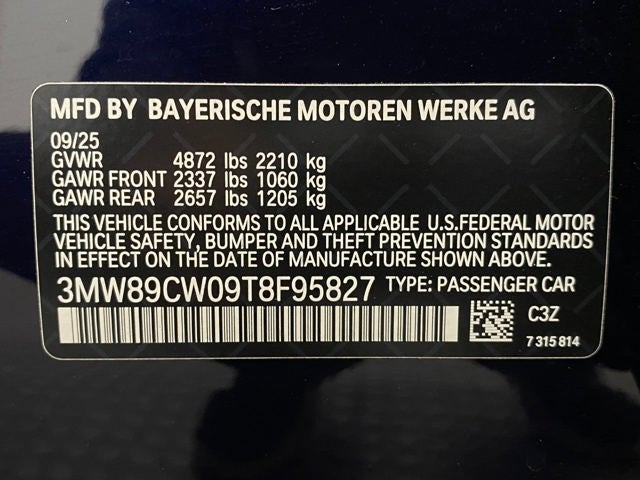 MFD BY BAYERISCHE MOTOREN WERKE AG
09/25
GVWR 4872 lbs 2210 kg
GAWR FRONT 2337 lbs 1060 kg
GAWR REAR 2657 lbs 1205 kg
THIS VEHICLE CONFORMS TO ALL APPLICABLE U.S.FEDERAL MOTOR
VEHICLE SAFETY, BUMPER AND THEFT PREVENTION STANDARDS
IN EFFECT ON THE DATE OF MANUFACTURE SHOWN ABOVE.
3MW89CW09T8F95827 TYPE: PASSENGER CAR
C3Z
7 315 814